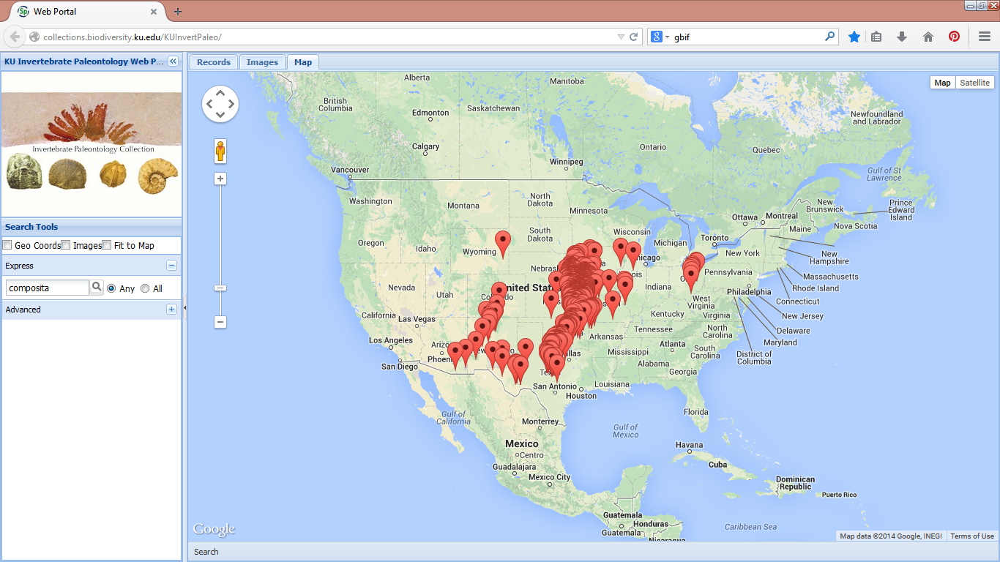 Web Portal
collections.biodiversity.ku.edu/KUInvertPaleo/
gbif
KU Invertebrate Paleontology Web P...
Records Images Map
Invertebrate Paleontology Collection
Search Tools
Geo Coords Images Fit to Map
Express
composita Any All
Advanced
Map Satellite
Alberta
Manitoba
British
Columbia
Saskatchewan
Edmonton
Newfoundland
and Labrador
Calgary
Ontario
Quebec
Winnipeg
Vancouver
Gulf of St
Lawrence
Washington
Montana
North
Dakota
Minnesota
New
Brunswick
Prince
Edward
Island
Ottawa
Montreal
Nova Scotia
Maine
Oregon
Idaho
Wyoming
South
Dakota
Wisconsin
Michigan
Toronto
New York
New
Hampshire
Massachusetts
Rhode Island
Connecticut
New Jersey
Delaware
Maryland
District of
Columbia
Pennsylvania
Philadelphia
Indiana
West
Virginia
Virginia
Kentucky
North
Carolina
Tennessee
South
Carolina
Atlanta
Arkansas
Mississippi
Alabama
Georgia
Nevada
Utah
California
Las Vegas
Los Angeles
San Diego
San Antonio
Houston
Louisiana
Florida
Gulf of
California
Gulf of
Mexico
Monterrey
Mexico
Centro
Guadalajara
Mexico City
Havana
Cuba
Dominican
Republic
Puerto Rico
Guatemala
Guatemala
Honduras
Nicaragua
Caribbean Sea
Google
Map data ©2014 Google, INEGI Terms of Use
Search